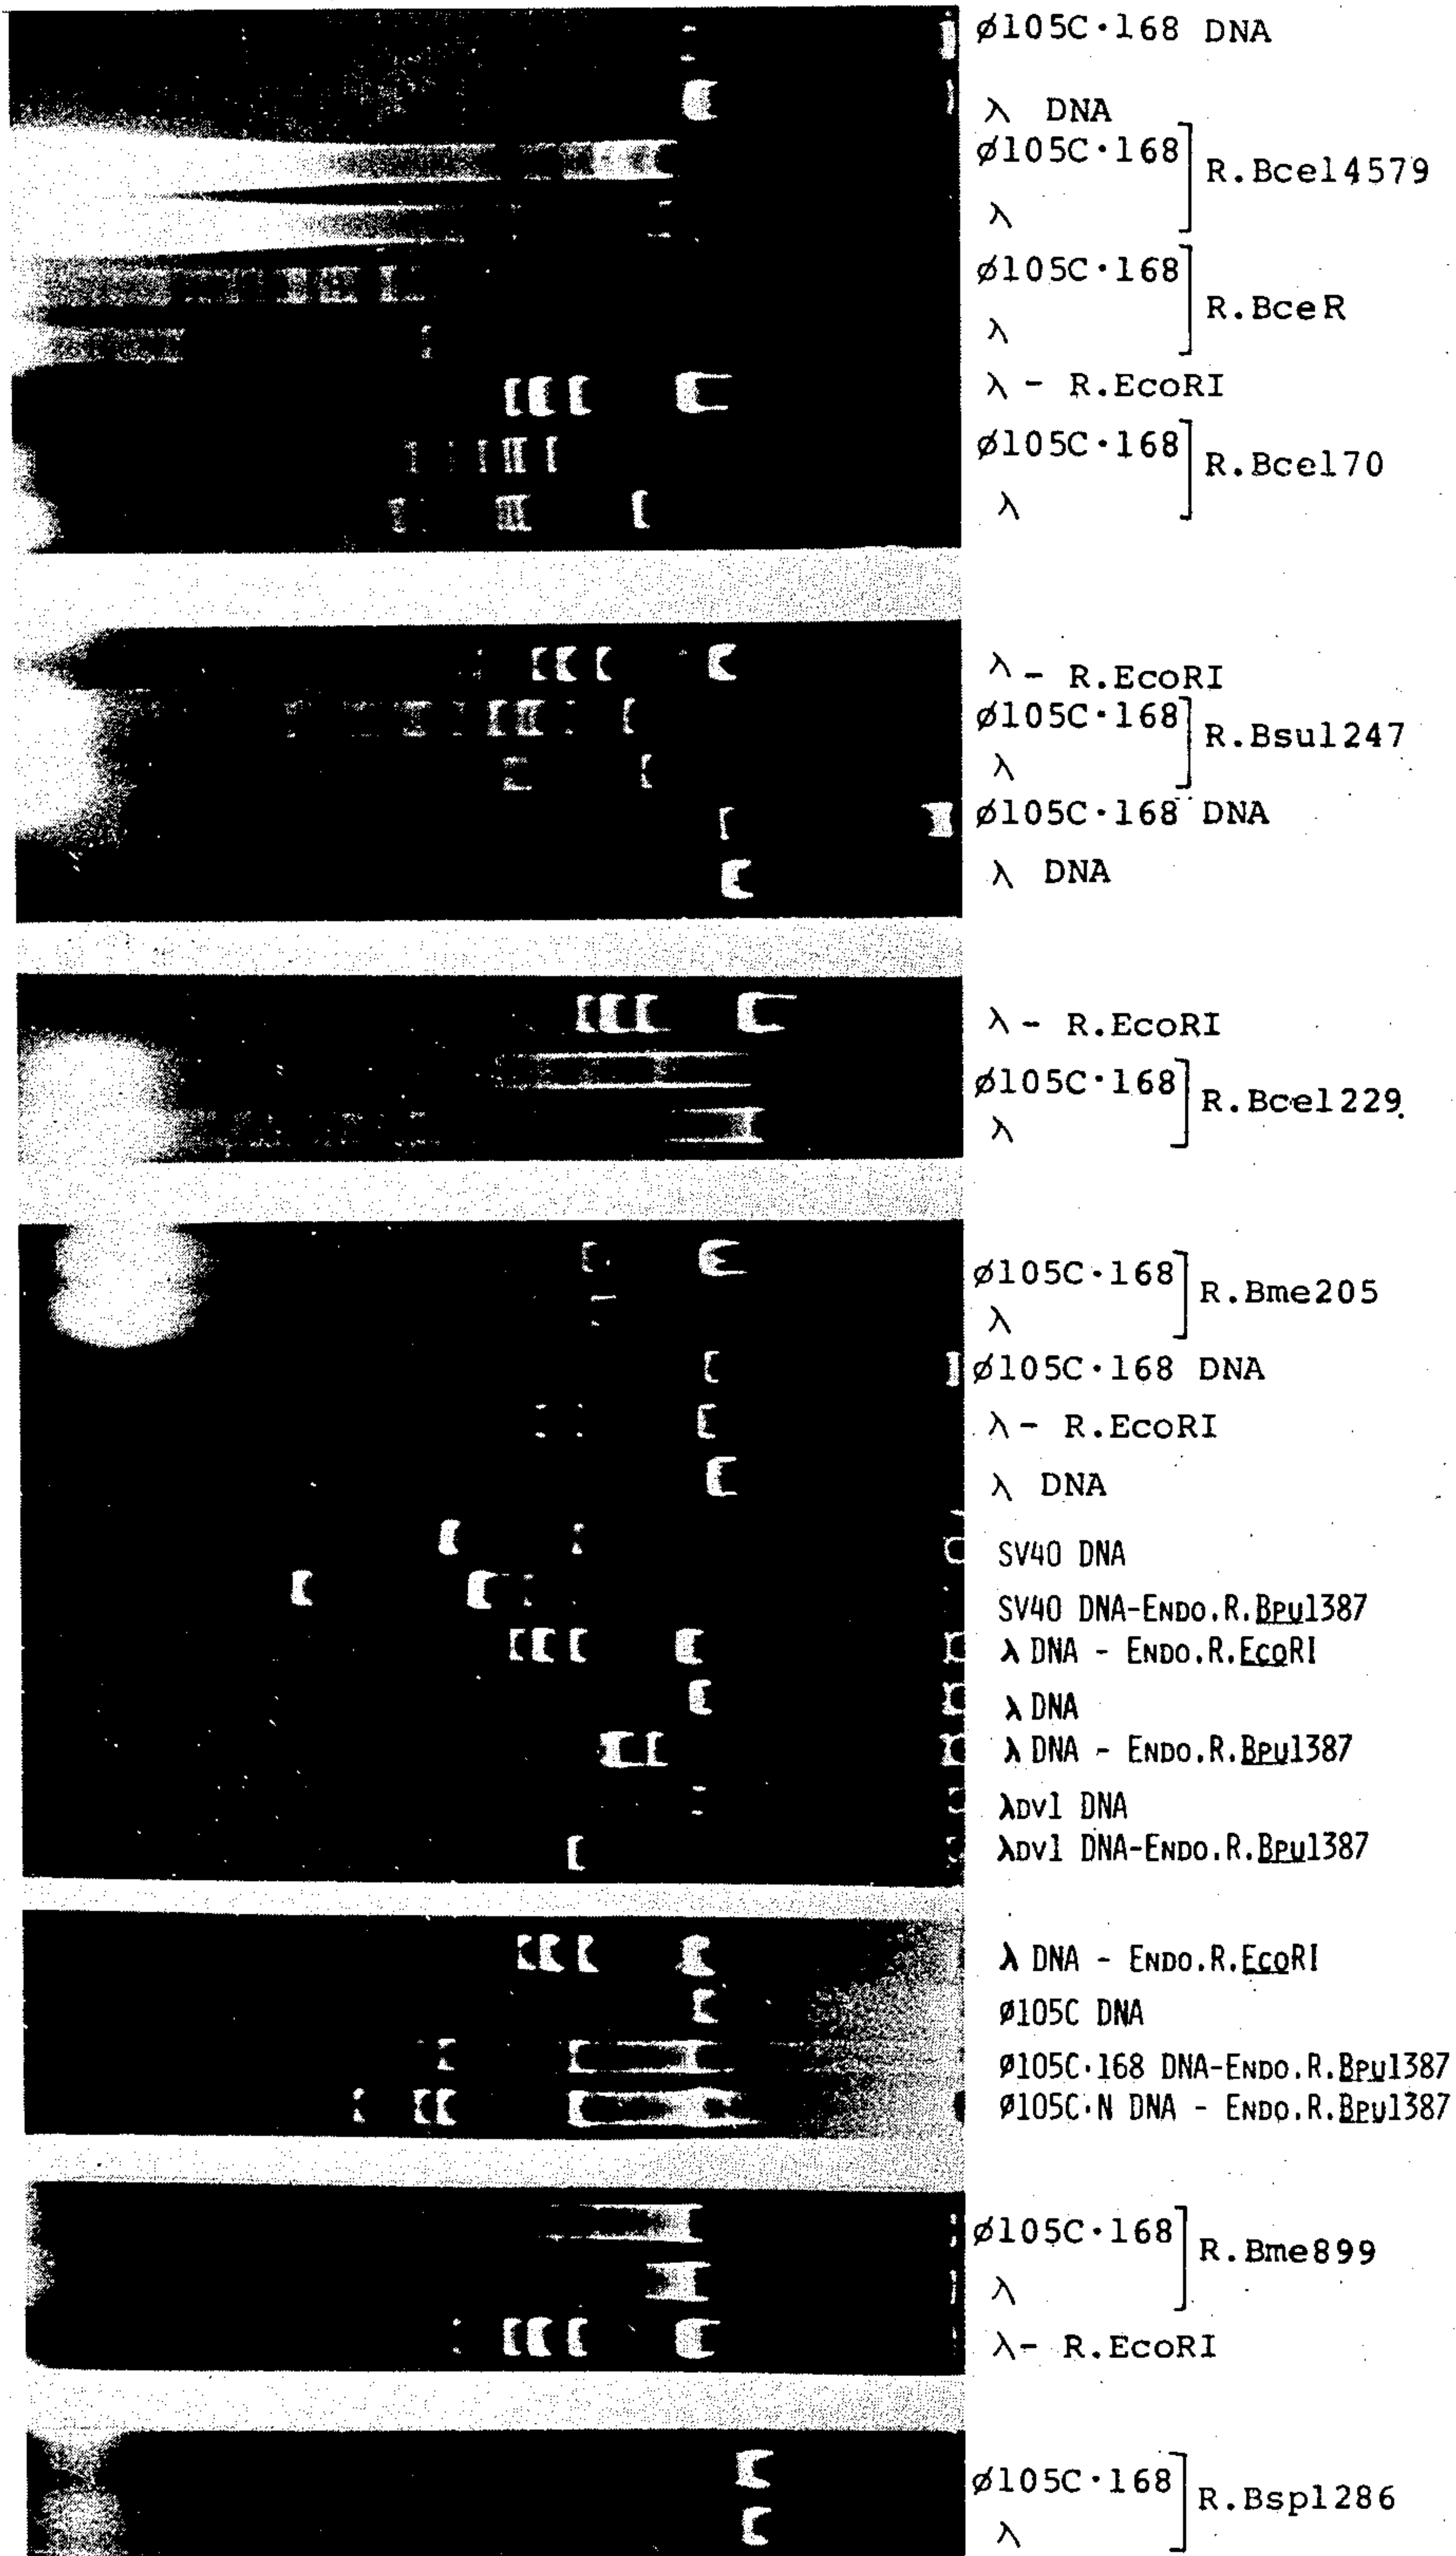 ø105C·168 DNA
λ DNA
ø105C·168
R.Bce14579
λ
ø105C·168
R.BceR
λ
λ - R.EcoRI
ø105C·168
R.Bce170
λ
λ - R.EcoRI
ø105C·168
R.Bsu1247
λ
ø105C·168 DNA
λ DNA
λ - R.EcoRI
ø105C·168
R.Bce1229
λ
ø105C·168
R.Bme205
λ
ø105C·168 DNA
λ - R.EcoRI
λ DNA
SV40 DNA
SV40 DNA-ENDO.R.BPU1387
λ DNA - ENDO.R.ECORI
λ DNA
λ DNA - ENDO.R.BPU1387
λDV1 DNA
λDV1 DNA-ENDO.R.BPU1387
λ DNA - ENDO.R.ECORI
ø105C DNA
ø105C·168 DNA-ENDO.R.BPU1387
ø105C·N DNA - ENDO.R.BPU1387
ø105C·168
R.Bme899
λ
λ- R.EcoRI
ø105C·168
R.Bsp1286
λ